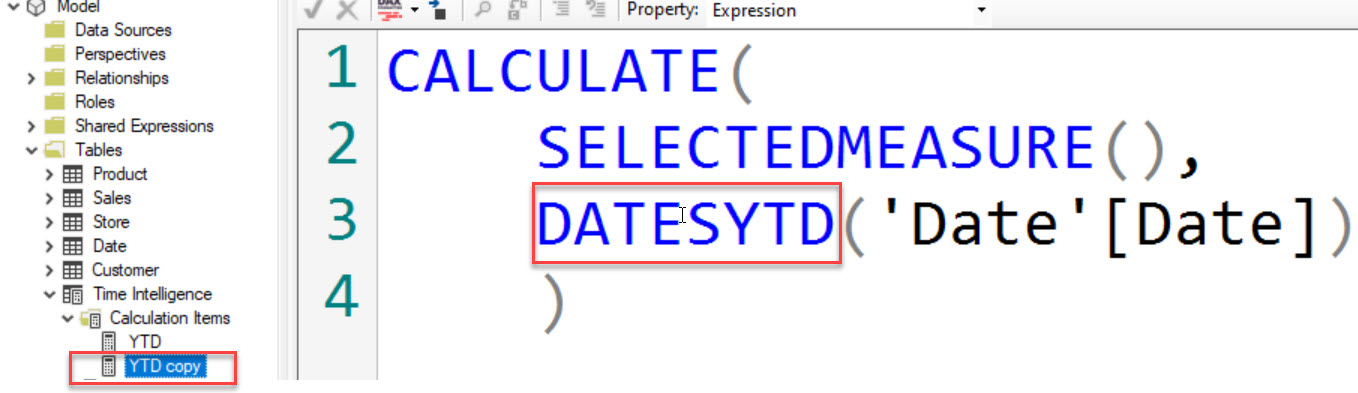 Model
Data Sources
Perspectives
Relationships
Roles
Shared Expressions
Tables
Product
Sales
Store
Date
Customer
Time Intelligence
Calculation Items
YTD
YTD copy
DAX
Property: Expression
1 CALCULATE(
2 SELECTEDMEASURE(),
3 DATESYTD('Date'[Date])
4 )